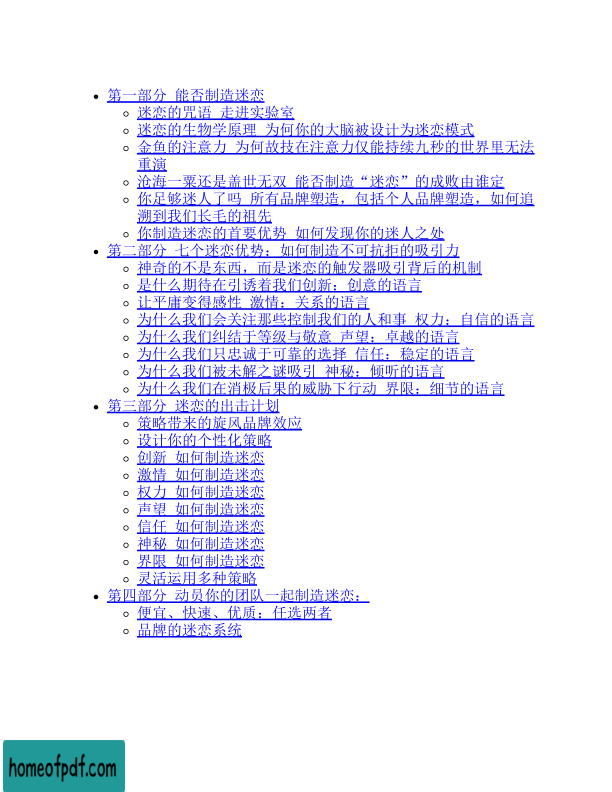 第一部分 能否制造迷恋
迷恋的咒语 走进实验室
迷恋的生物学原理 为何你的大脑被设计为迷恋模式
金鱼的注意力 为何故技在注意力仅能持续九秒的世界里无法
重演
沧海一粟还是盖世无双 能否制造“迷恋”的成败由谁定
你足够迷人了吗 所有品牌塑造，包括个人品牌塑造，如何追
溯到我们长毛的祖先
你制造迷恋的首要优势 如何发现你的迷人之处
第二部分 七个迷恋优势：如何制造不可抗拒的吸引力
神奇的不是东西，而是迷恋的触发器吸引背后的机制
是什么期待在引诱着我们创新：创意的语言
让平庸变得感性 激情：关系的语言
为什么我们会关注那些控制我们的人和事 权力：自信的语言
为什么我们纠结于等级与敬意 声望：卓越的语言
为什么我们只忠诚于可靠的选择 信任：稳定的语言
为什么我们被未解之谜吸引 神秘：倾听的语言
为什么我们在消极后果的威胁下行动 界限：细节的语言
第三部分 迷恋的出击计划
策略带来的旋风品牌效应
设计你的个性化策略
创新 如何制造迷恋
激情 如何制造迷恋
权力 如何制造迷恋
声望 如何制造迷恋
信任 如何制造迷恋
神秘 如何制造迷恋
界限 如何制造迷恋
灵活运用多种策略
第四部分 动员你的团队一起制造迷恋：
便宜、快速、优质：任选两者
品牌的迷恋系统
homeofpdf.com